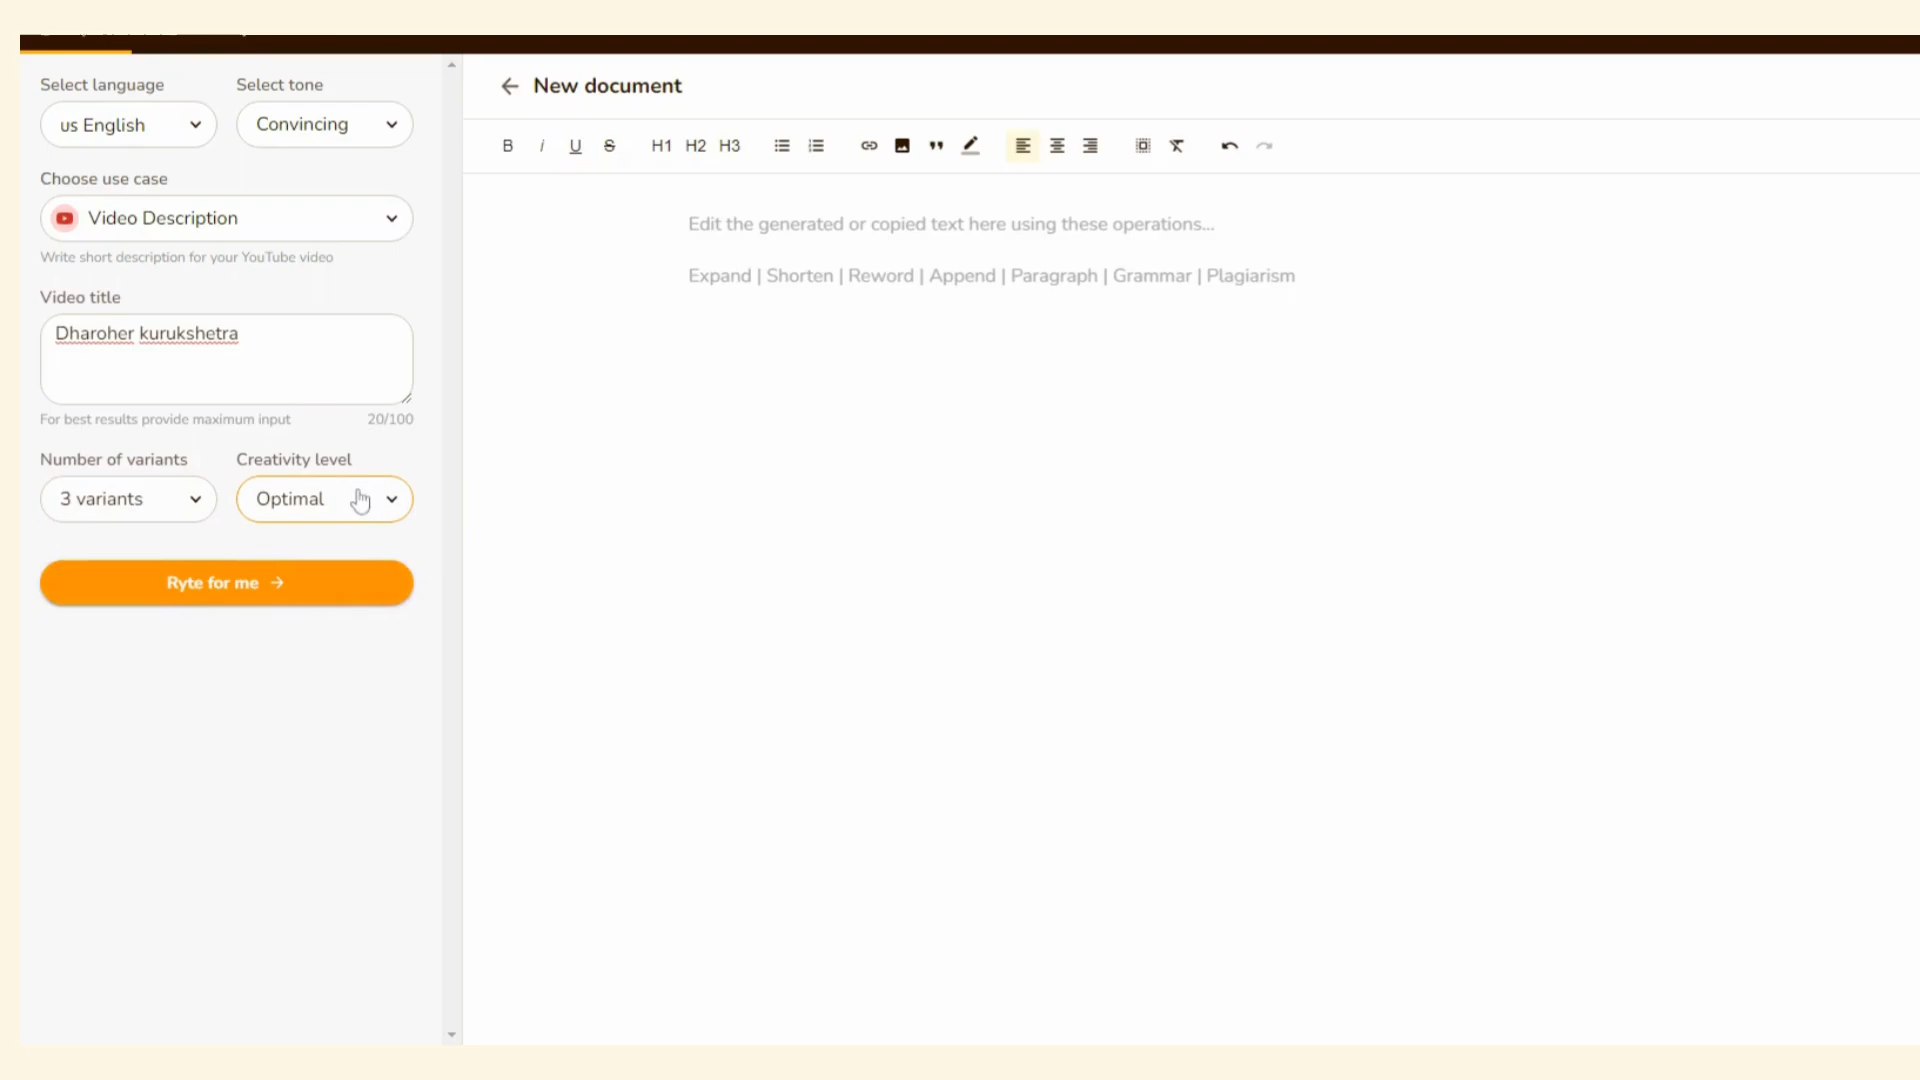 Select language Select tone
us English Convincing
Choose use case
Video Description
Write short description for your YouTube video
Video title
Dharoher kurukshetra
For best results provide maximum input 20/100
Number of variants Creativity level
3 variants Optimal
Ryte for me
New document
B i U S H1 H2 H3
Edit the generated or copied text here using these operations...
Expand | Shorten | Reword | Append | Paragraph | Grammar | Plagiarism